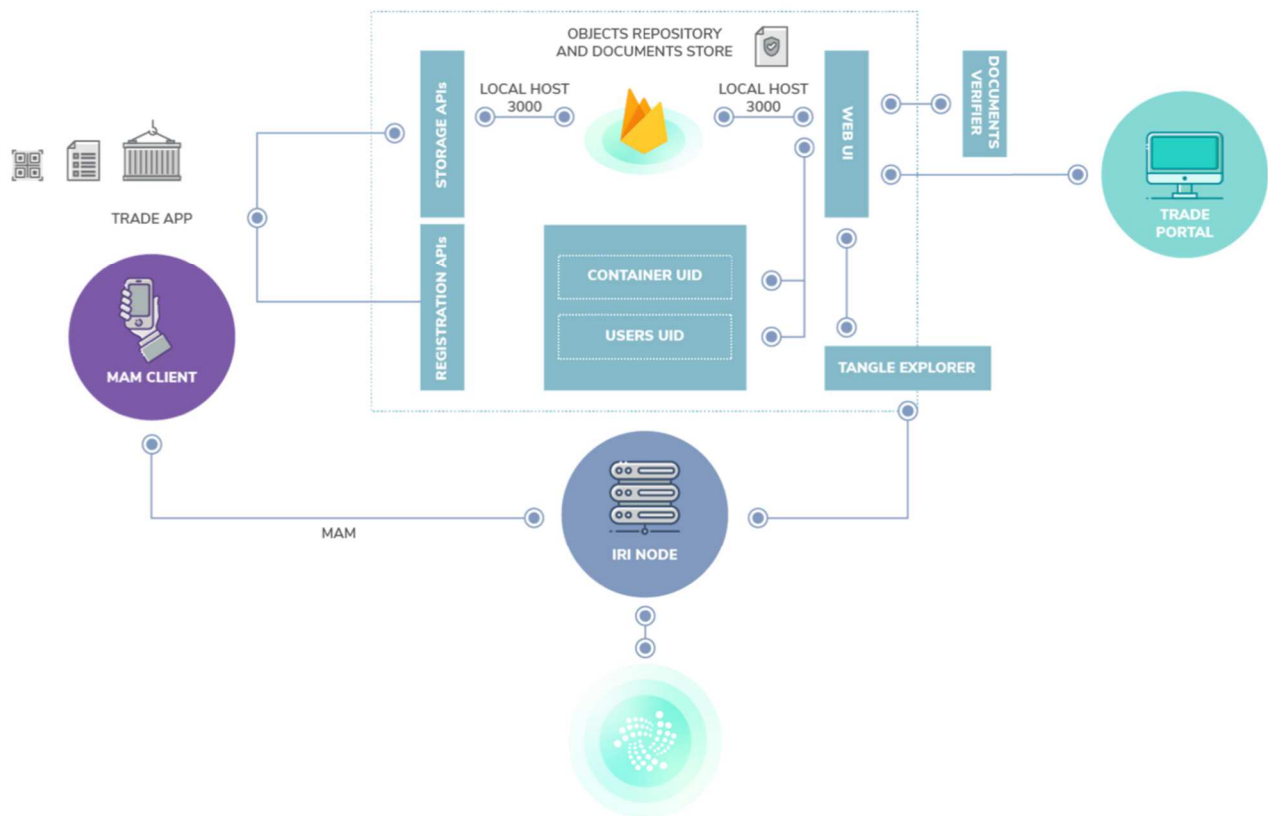 OBJECTS REPOSITORY
AND DOCUMENTS STORE
LOCAL HOST
3000
LOCAL HOST
3000
STORAGE APIs
WEB UI
DOCUMENTS
VERIFIER
TRADE APP
TRADE
PORTAL
REGISTRATION APIs
CONTAINER UID
USERS UID
MAM CLIENT
TANGLE EXPLORER
MAM
IRI NODE